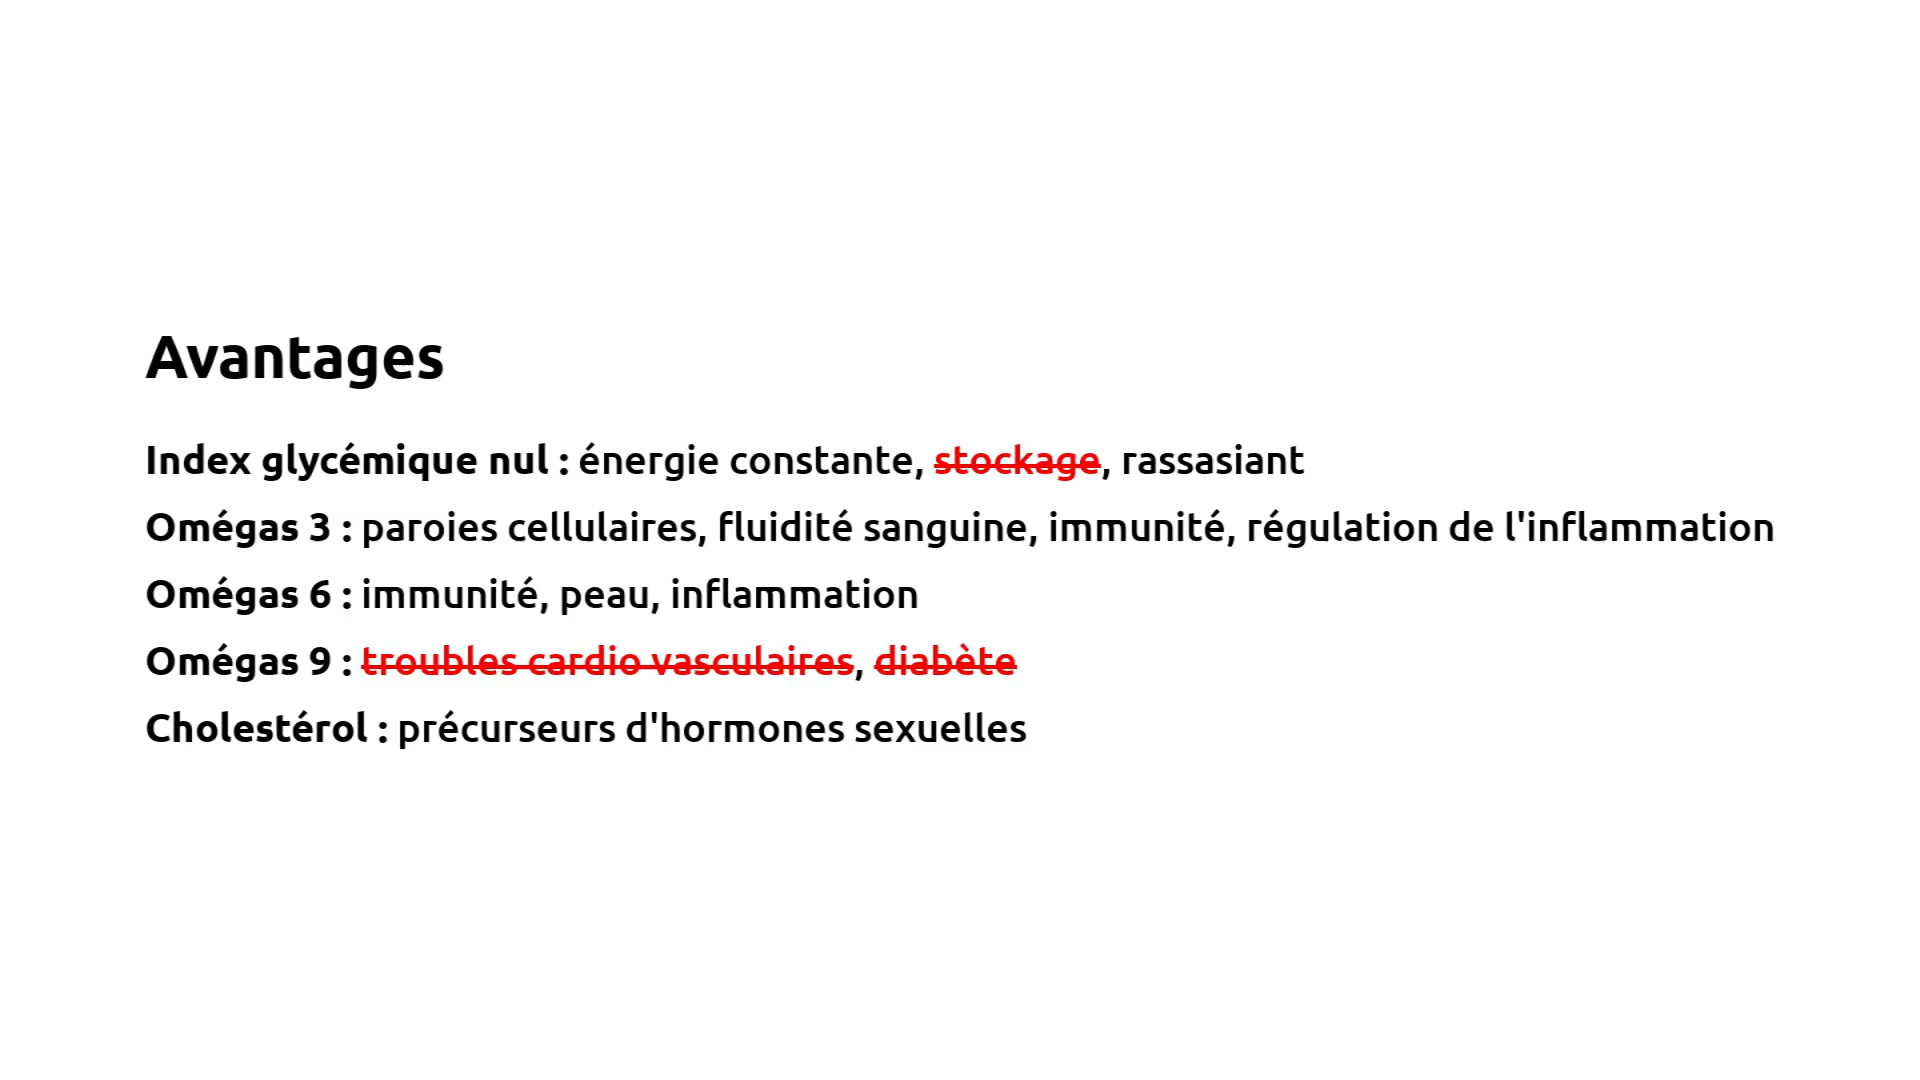 Avantages
Index glycémique nul : énergie constante, stockage, rassasiant
Omégas 3 : paroies cellulaires, fluidité sanguine, immunité, régulation de l'inflammation
Omégas 6 : immunité, peau, inflammation
Omégas 9 : troubles cardio vasculaires, diabète
Cholestérol : précurseurs d'hormones sexuelles